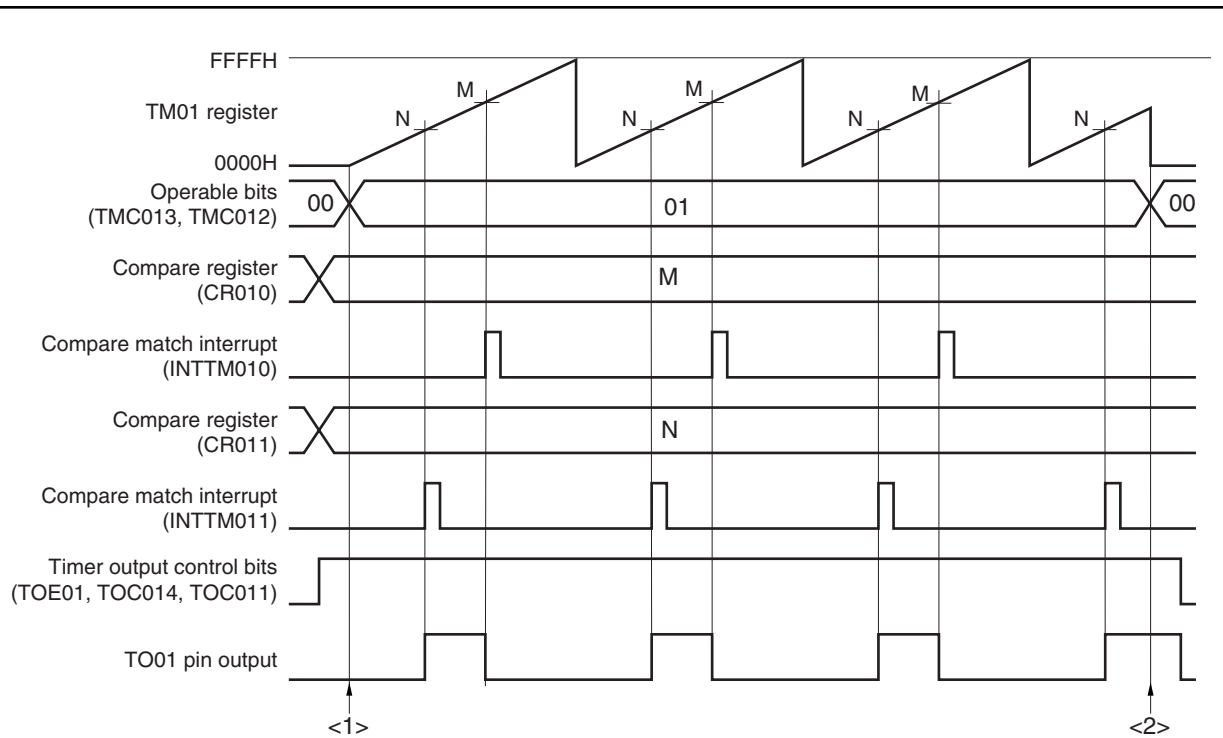 FFFFH
TM01 register
M M M
N N N N
0000H
Operable bits
(TMC013, TMC012)
00 01 00
Compare register
(CR010)
M
Compare match interrupt
(INTTM010)
Compare register
(CR011)
N
Compare match interrupt
(INTTM011)
Timer output control bits
(TOE01, TOC014, TOC011)
TO01 pin output
<1> <2>